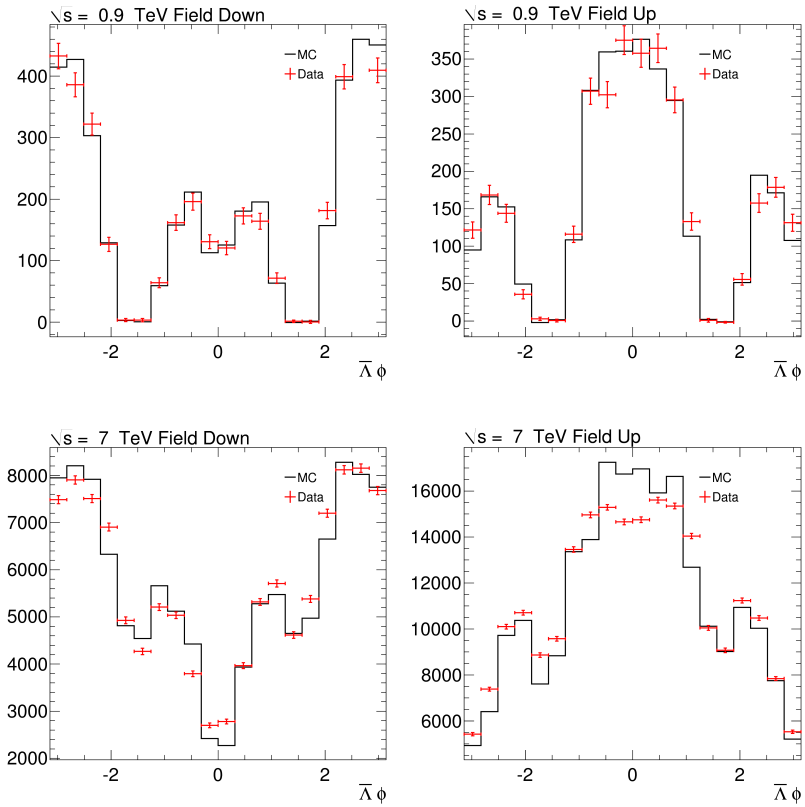 √s = 0.9 TeV Field Down
MC
Data
400
300
200
100
0
-2 0 2
Λ̅ ϕ
√s = 0.9 TeV Field Up
MC
Data
350
300
250
200
150
100
50
0
-2 0 2
Λ̅ ϕ
√s = 7 TeV Field Down
MC
Data
8000
7000
6000
5000
4000
3000
2000
-2 0 2
Λ̅ ϕ
√s = 7 TeV Field Up
MC
Data
16000
14000
12000
10000
8000
6000
-2 0 2
Λ̅ ϕ